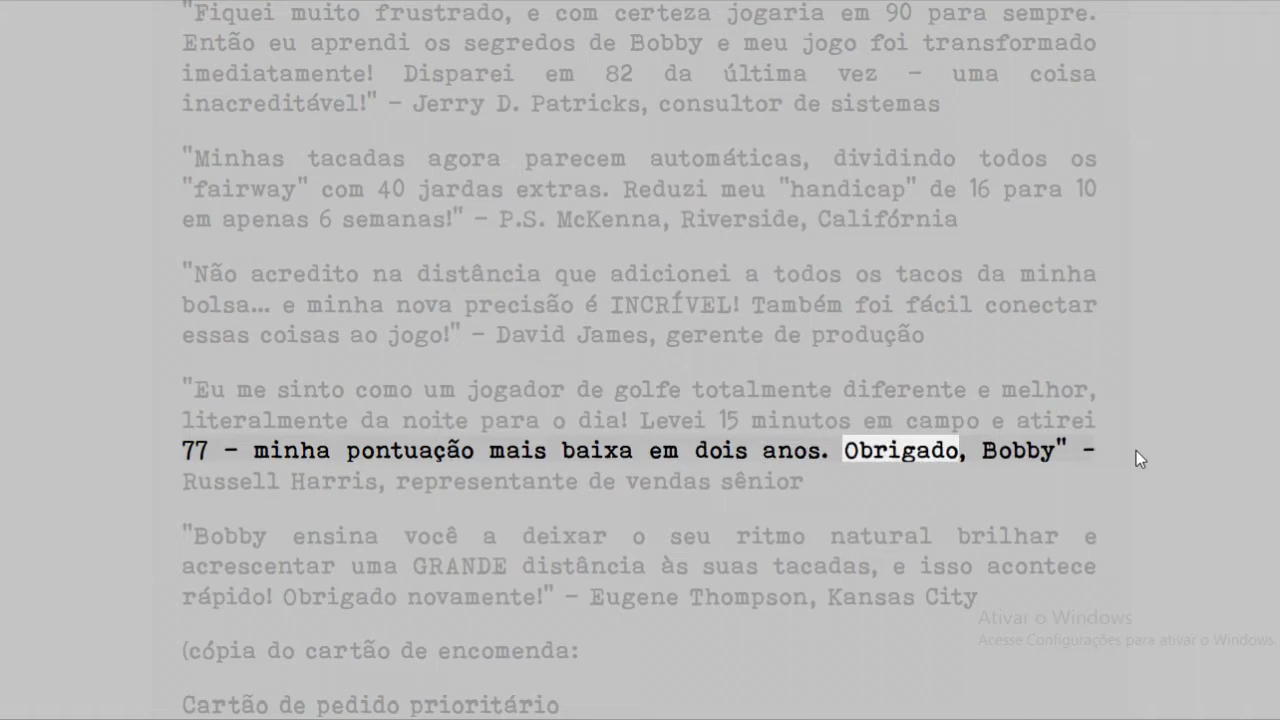 "Fiquei muito frustrado, e com certeza jogaria em 90 para sempre.
Então eu aprendi os segredos de Bobby e meu jogo foi transformado
imediatamente! Disparei em 82 da última vez – uma coisa
inacreditável!" – Jerry D. Patricks, consultor de sistemas
"Minhas tacadas agora parecem automáticas, dividindo todos os
"fairway" com 40 jardas extras. Reduzi meu "handicap" de 16 para 10
em apenas 6 semanas!" – P.S. McKenna, Riverside, Califórnia
"Não acredito na distância que adicionei a todos os tacos da minha
bolsa… e minha nova precisão é INCRÍVEL! Também foi fácil conectar
essas coisas ao jogo!" – David James, gerente de produção
"Eu me sinto como um jogador de golfe totalmente diferente e melhor,
literalmente da noite para o dia! Levei 15 minutos em campo e atirei
77 – minha pontuação mais baixa em dois anos. Obrigado, Bobby" –
Russell Harris, representante de vendas sênior
"Bobby ensina você a deixar o seu ritmo natural brilhar e
acrescentar uma GRANDE distância às suas tacadas, e isso acontece
rápido! Obrigado novamente!" – Eugene Thompson, Kansas City
Ativar o Windows
Acesse Configurações para ativar o Windows.
(cópia do cartão de encomenda:
Cartão de pedido prioritário